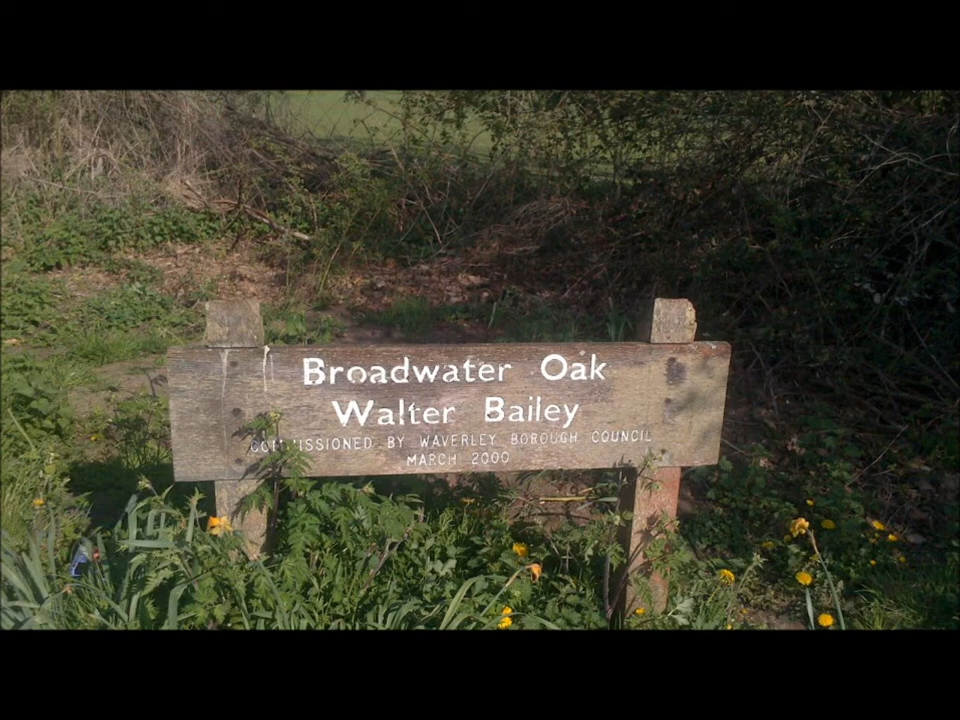 Broadwater Oak
Walter Bailey
COMMISSIONED BY WAVERLEY BOROUGH COUNCIL
MARCH 2000